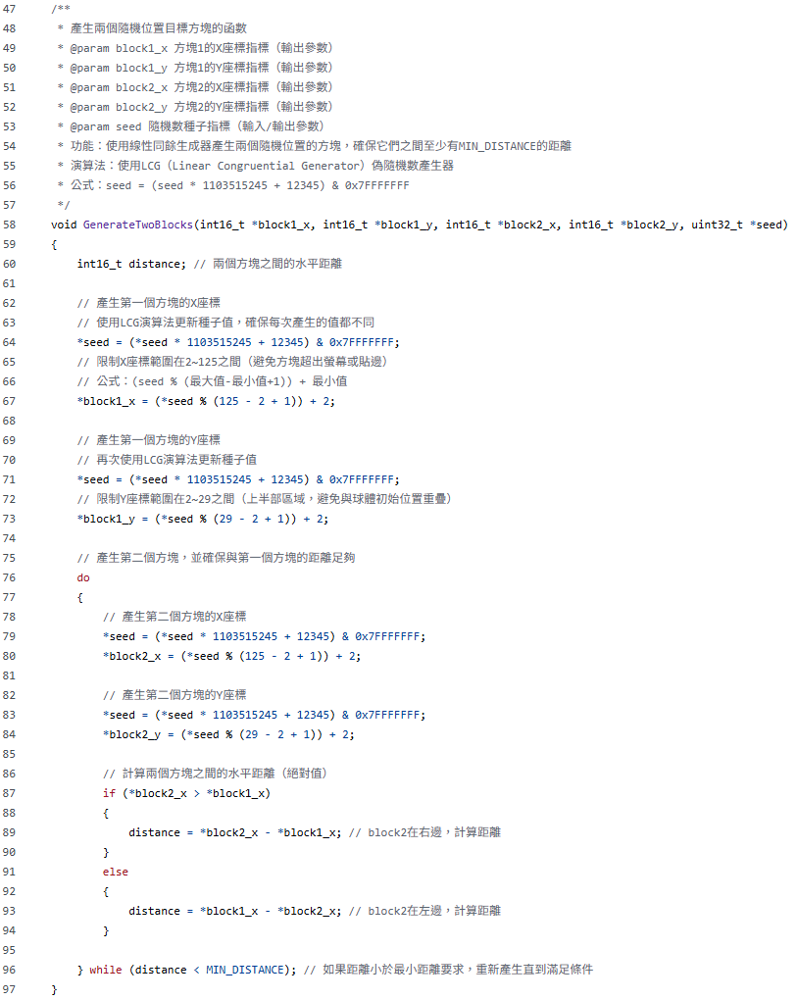 47 /**
48  * 產生兩個隨機位置目標方塊的函數
49  * @param block1_x 方塊1的X座標指標（輸出參數）
50  * @param block1_y 方塊1的Y座標指標（輸出參數）
51  * @param block2_x 方塊2的X座標指標（輸出參數）
52  * @param block2_y 方塊2的Y座標指標（輸出參數）
53  * @param seed 隨機數種子指標（輸入/輸出參數）
54  * 功能：使用線性同餘生成器產生兩個隨機位置的方塊，確保它們之間至少有MIN_DISTANCE的距離
55  * 演算法：使用LCG（Linear Congruential Generator）偽隨機數產生器
56  * 公式：seed = (seed * 1103515245 + 12345) & 0x7FFFFFFF
57  */
58 void GenerateTwoBlocks(int16_t *block1_x, int16_t *block1_y, int16_t *block2_x, int16_t *block2_y, uint32_t *seed)
59 {
60     int16_t distance; // 兩個方塊之間的水平距離
61
62     // 產生第一個方塊的X座標
63     // 使用LCG演算法更新種子值，確保每次產生的值都不同
64     *seed = (*seed * 1103515245 + 12345) & 0x7FFFFFFF;
65     // 限制X座標範圍在2~125之間（避免方塊超出螢幕或貼邊）
66     // 公式：(seed % (最大值-最小值+1)) + 最小值
67     *block1_x = (*seed % (125 - 2 + 1)) + 2;
68
69     // 產生第一個方塊的Y座標
70     // 再次使用LCG演算法更新種子值
71     *seed = (*seed * 1103515245 + 12345) & 0x7FFFFFFF;
72     // 限制Y座標範圍在2~29之間（上半部區域，避免與球體初始位置重疊）
73     *block1_y = (*seed % (29 - 2 + 1)) + 2;
74
75     // 產生第二個方塊，並確保與第一個方塊的距離足夠
76     do
77     {
78         // 產生第二個方塊的X座標
79         *seed = (*seed * 1103515245 + 12345) & 0x7FFFFFFF;
80         *block2_x = (*seed % (125 - 2 + 1)) + 2;
81
82         // 產生第二個方塊的Y座標
83         *seed = (*seed * 1103515245 + 12345) & 0x7FFFFFFF;
84         *block2_y = (*seed % (29 - 2 + 1)) + 2;
85
86         // 計算兩個方塊之間的水平距離（絕對值）
87         if (*block2_x > *block1_x)
88         {
89             distance = *block2_x - *block1_x; // block2在右邊，計算距離
90         }
91         else
92         {
93             distance = *block1_x - *block2_x; // block2在左邊，計算距離
94         }
95
96     } while (distance < MIN_DISTANCE); // 如果距離小於最小距離要求，重新產生直到滿足條件
97 }